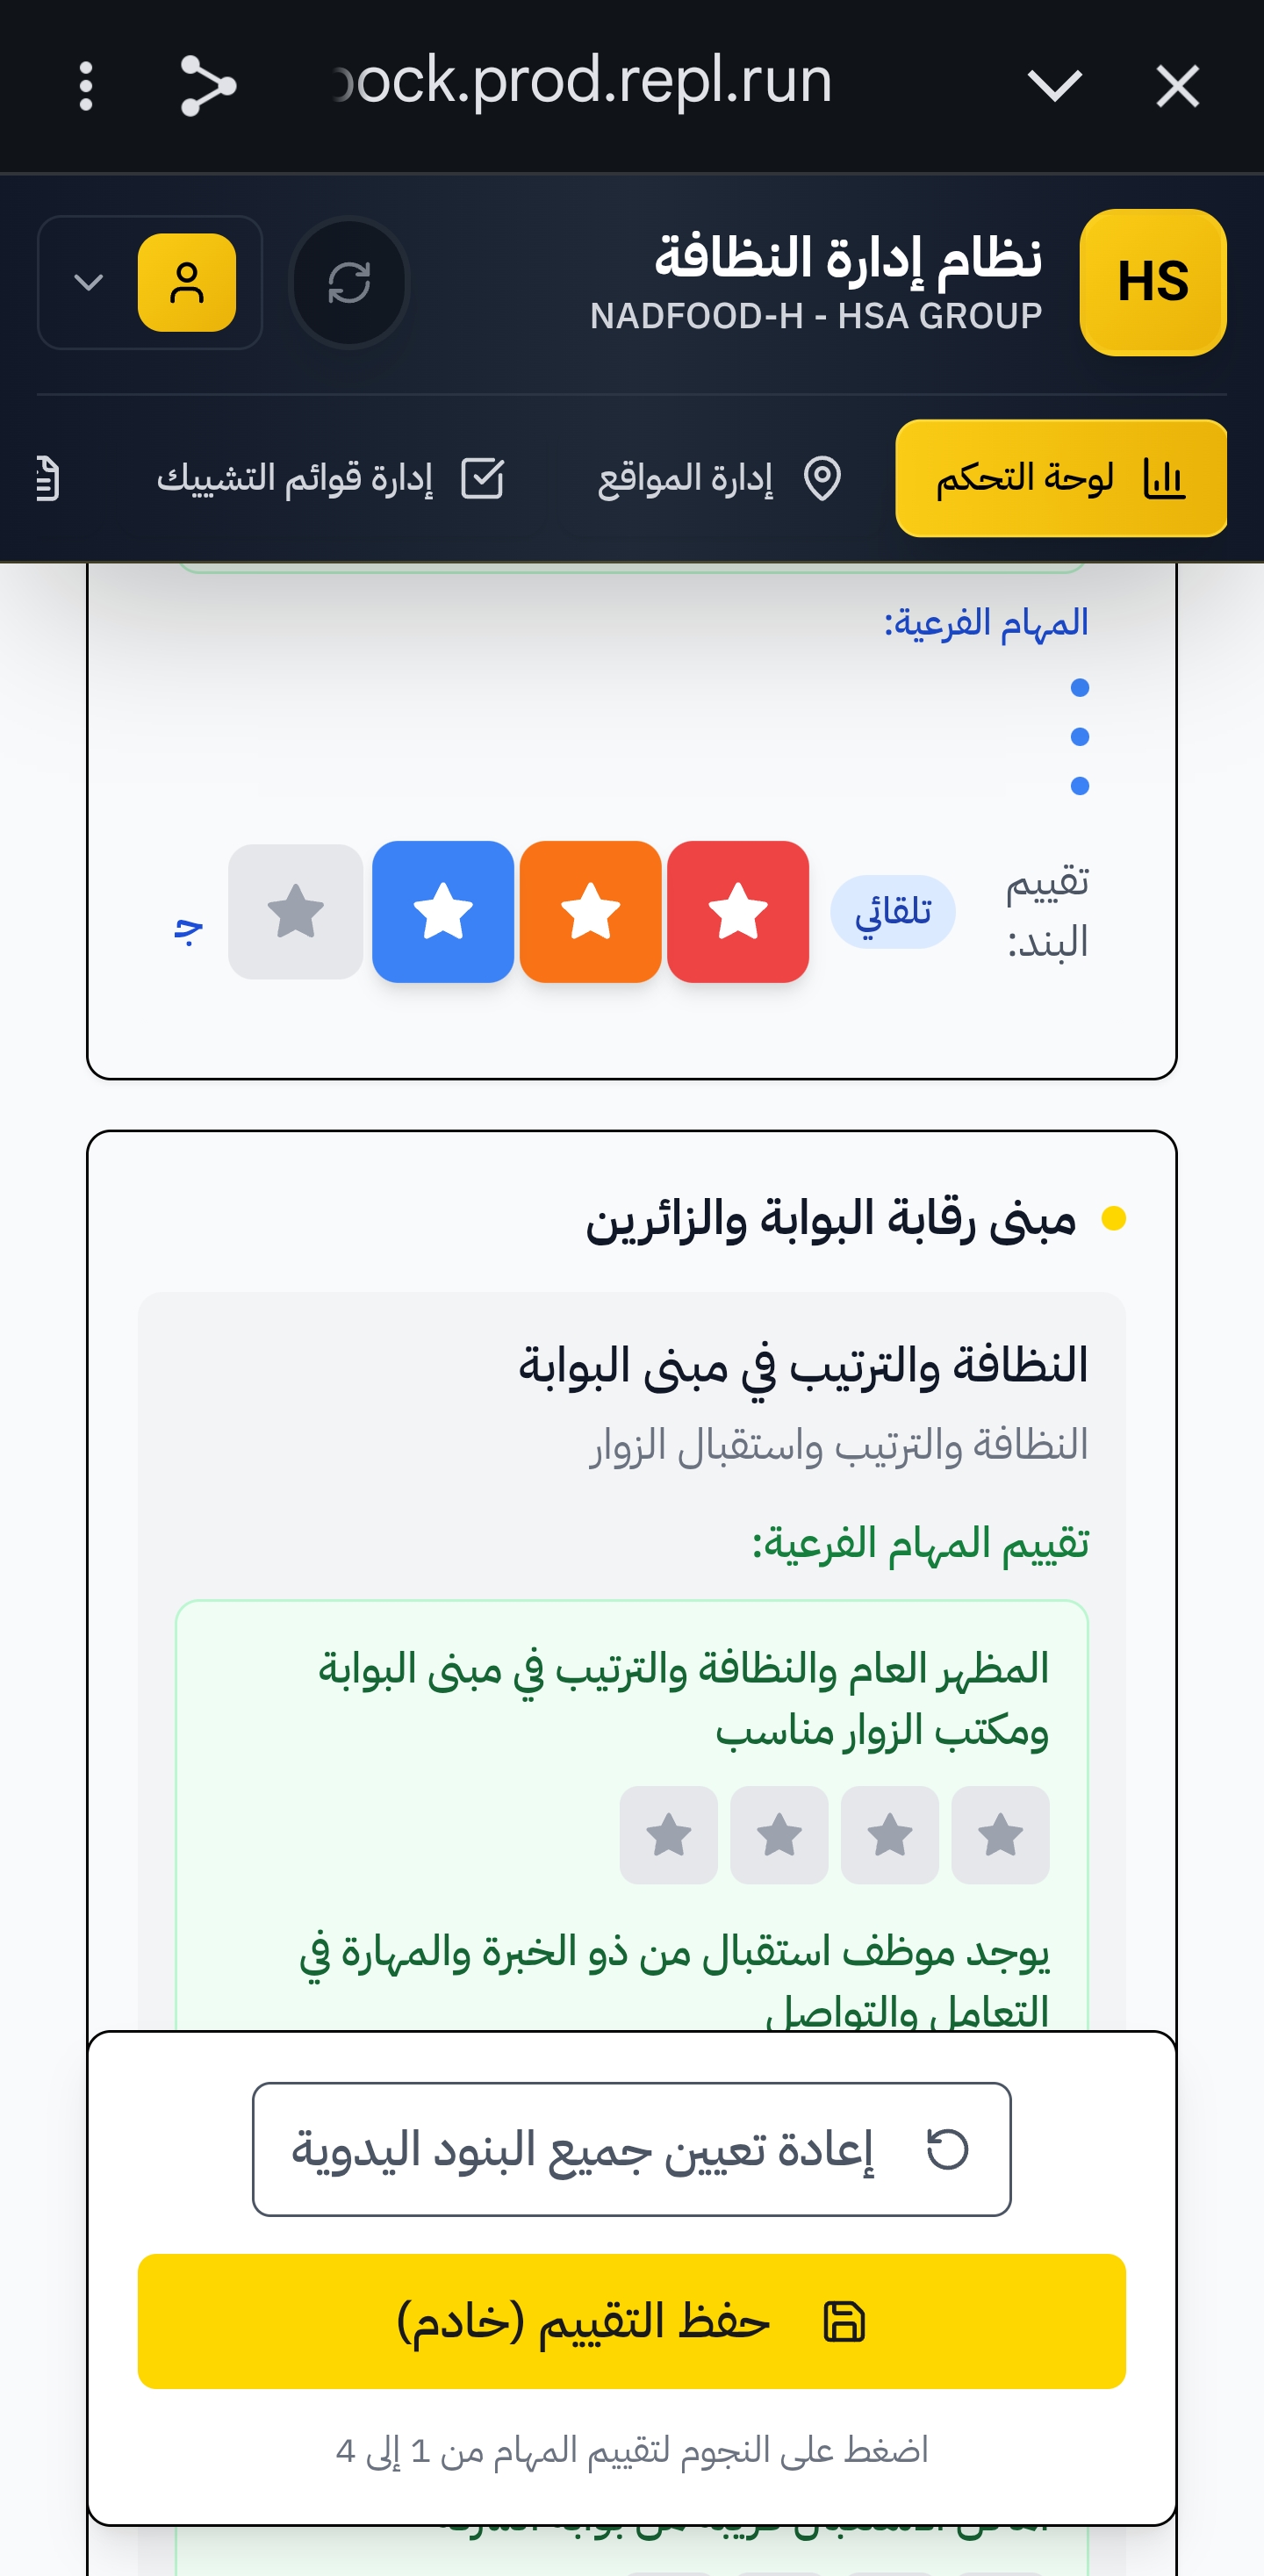 ock.prod.repl.run
HS
نظام إدارة النظافة
NADFOOD-H - HSA GROUP
لوحة التحكم
إدارة المواقع
إدارة قوائم التشييك
المهام الفرعية:
تقييم
البند:
تلقائي
مبنى رقابة البوابة والزائرين
النظافة والترتيب في مبنى البوابة
النظافة والترتيب واستقبال الزوار
تقييم المهام الفرعية:
المظهر العام والنظافة والترتيب في مبنى البوابة
ومكتب الزوار مناسب
يوجد موظف استقبال من ذو الخبرة والمهارة في
التعامل والتواصل
إعادة تعيين جميع البنود اليدوية
حفظ التقييم (خادم)
اضغط على النجوم لتقييم المهام من 1 إلى 4